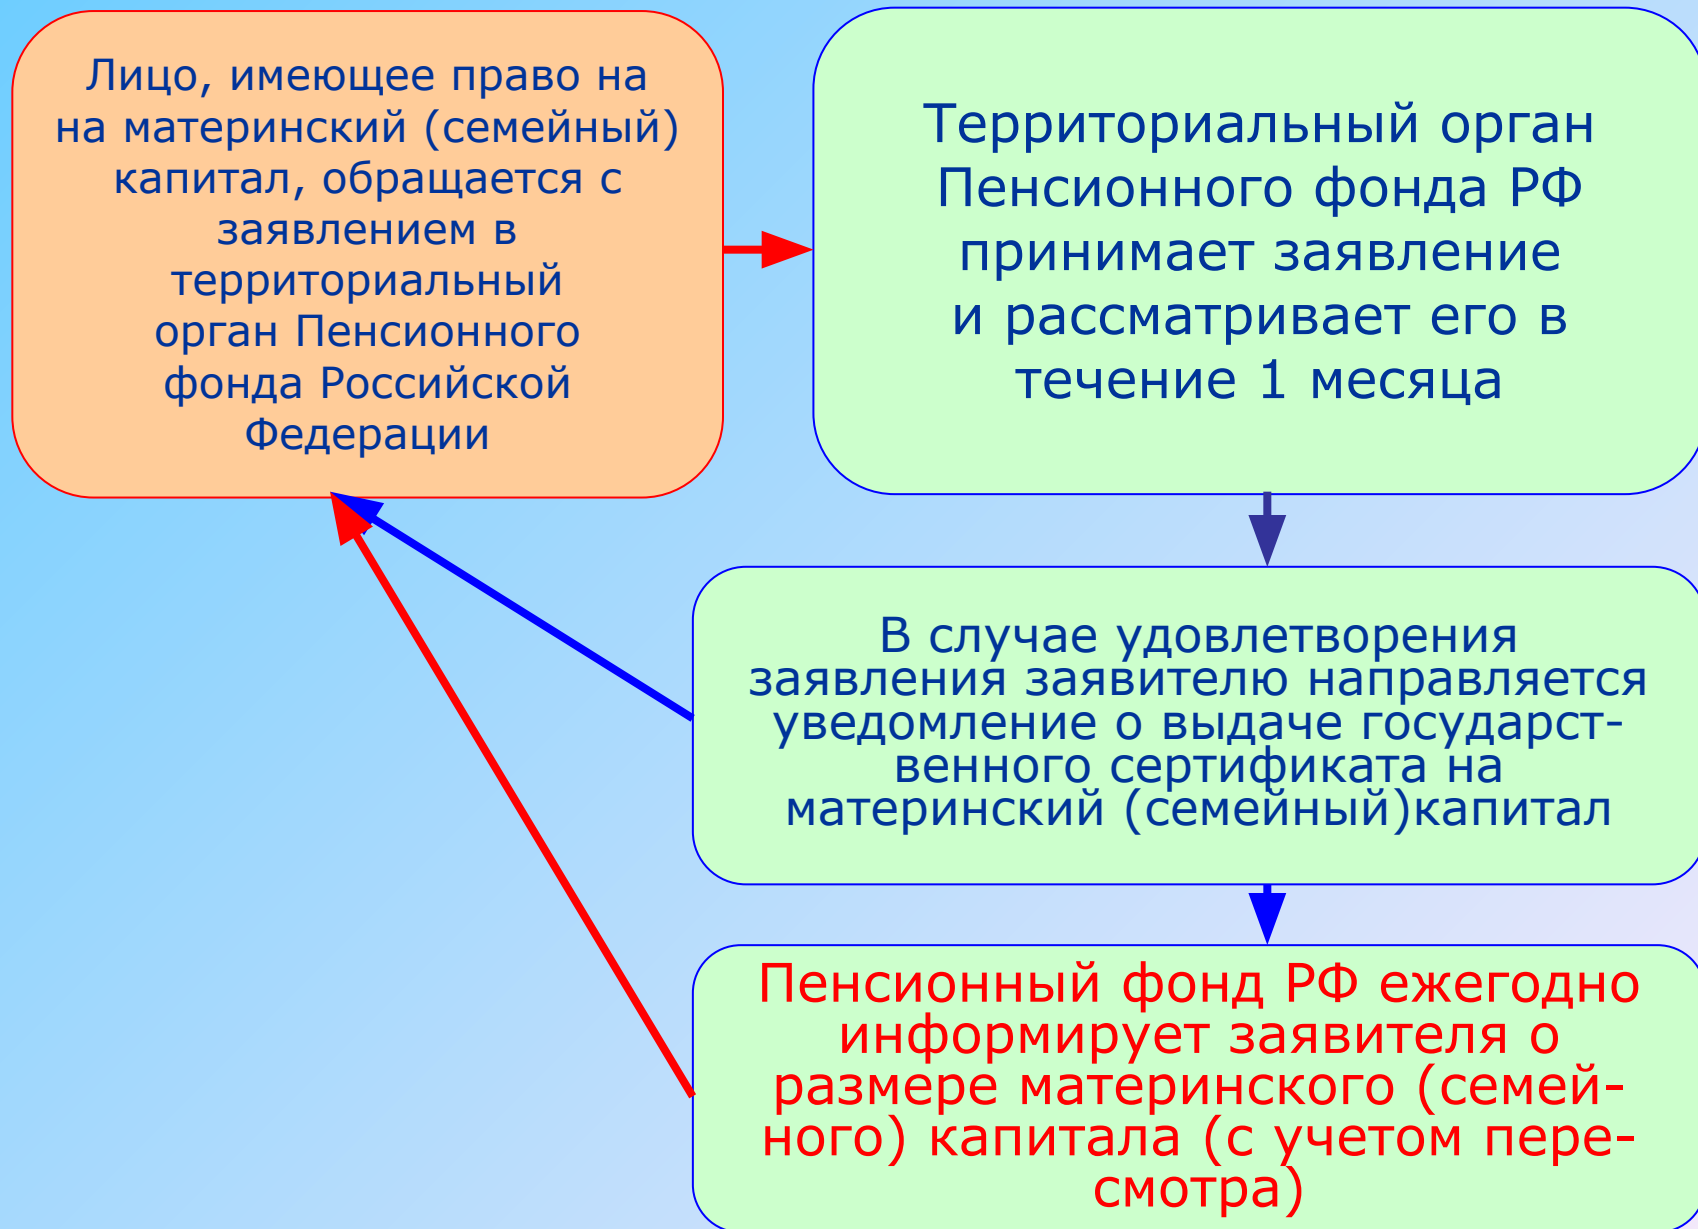 Лицо, имеющее право на
на материнский (семейный)
капитал, обращается с
заявлением в
территориальный
орган Пенсионного
фонда Российской
Федерации
Территориальный орган
Пенсионного фонда РФ
принимает заявление
и рассматривает его в
течение 1 месяца
В случае удовлетворения
заявления заявителю направляется
уведомление о выдаче государст-
венного сертификата на
материнский (семейный)капитал
Пенсионный фонд РФ ежегодно
информирует заявителя о
размере материнского (семей-
ного) капитала (с учетом пере-
смотра)